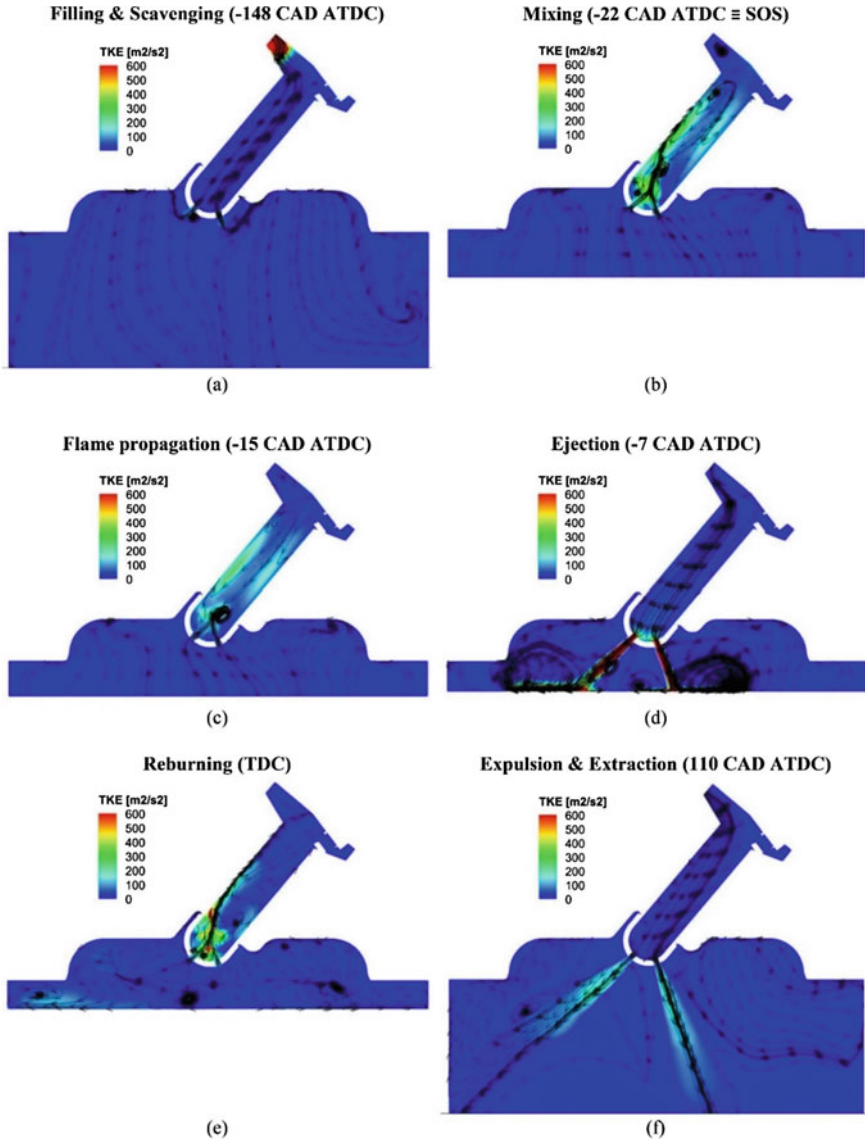 Filling & Scavenging (-148 CAD ATDC)
TKE [m2/s2]
600
500
400
300
200
100
0
(a)
Mixing (-22 CAD ATDC ≡ SOS)
TKE [m2/s2]
600
500
400
300
200
100
0
(b)
Flame propagation (-15 CAD ATDC)
TKE [m2/s2]
600
500
400
300
200
100
0
(c)
Ejection (-7 CAD ATDC)
TKE [m2/s2]
600
500
400
300
200
100
0
(d)
Reburning (TDC)
TKE [m2/s2]
600
500
400
300
200
100
0
(e)
Expulsion & Extraction (110 CAD ATDC)
TKE [m2/s2]
600
500
400
300
200
100
0
(f)